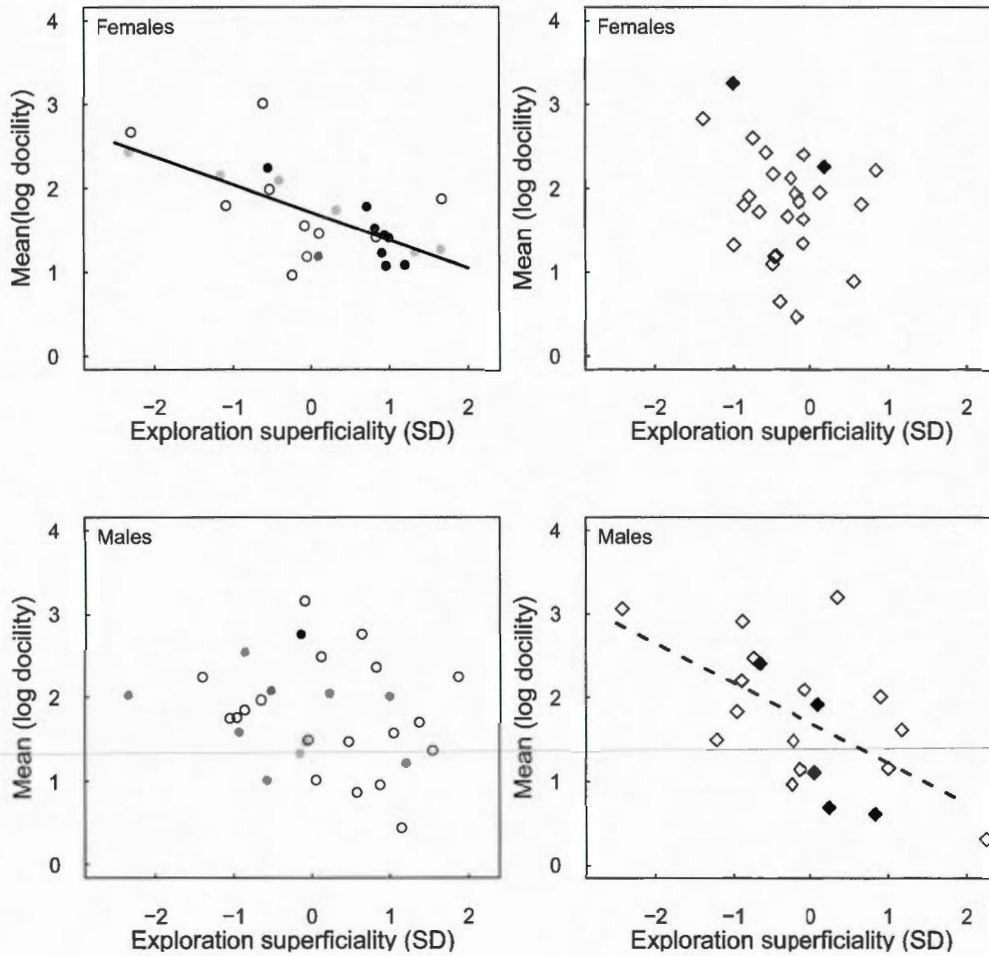 Females
Mean(log docility)
4
3
2
1
0
−2 −1 0 1 2
Exploration superficiality (SD)
Females
Mean (log docility)
4
3
2
1
0
−2 −1 0 1 2
Exploration superficiality (SD)
Males
Mean (log docility)
4
3
2
1
0
−2 −1 0 1 2
Exploration superficiality (SD)
Males
Mean (log docility)
4
3
2
1
0
−2 −1 0 1 2
Exploration superficiality (SD)